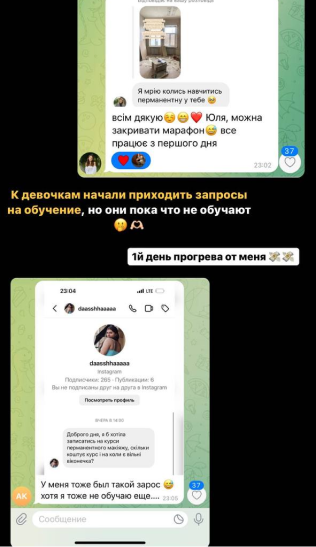 Я мрію колись навчитись
перманентну у тебе 🥹
всім дякую😌😁❤️ Юля, можна
закривати марафон😅 все
працює з першого дня
37
23:02
К девочкам начали приходить запросы
на обучение, но они пока что не обучают
🤫🫶
1й день прогрева от меня 💸💸
23:04
LTE
daasshhaaaaa
daasshhaaaaa
Instagram
Подписчики: 265 · Публикации: 6
Вы не подписаны друг на друга в Instagram
Посмотреть профиль
Доброго дня, я б хотіла
записатись на курси
перманентного макіяжу, скільки
коштує курс і на коли є вільні
віконечка?
У меня тоже был такой зарос 😅
хотя я тоже не обучаю еще....
23:05
37
AK
Сообщение